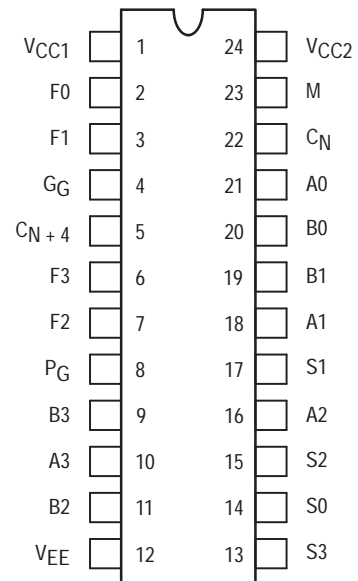 VCC1 1 24 VCC2
F0 2 23 M
F1 3 22 CN
GG 4 21 A0
CN + 4 5 20 B0
F3 6 19 B1
F2 7 18 A1
PG 8 17 S1
B3 9 16 A2
A3 10 15 S2
B2 11 14 S0
VEE 12 13 S3